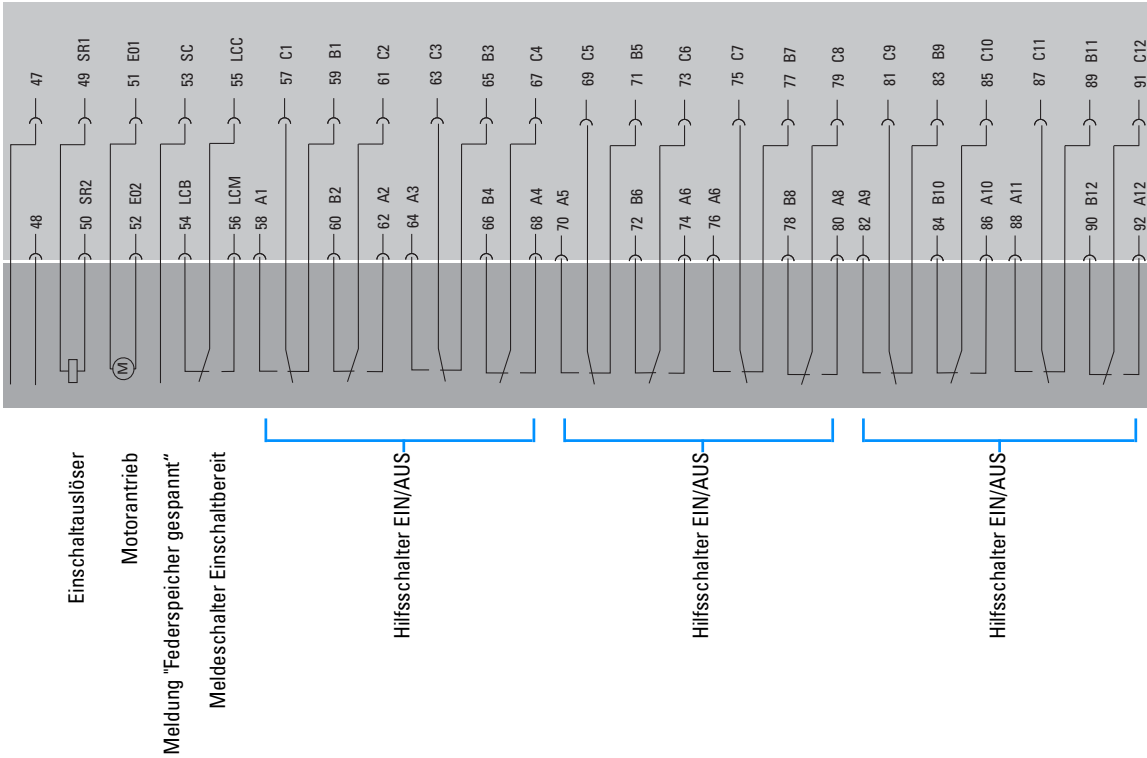 47
49 SR1
51 E01
53 SC
55 LCC
57 C1
59 B1
61 C2
63 C3
65 B3
67 C4
69 C5
71 B5
73 C6
75 C7
77 B7
79 C8
81 C9
83 B9
85 C10
87 C11
89 B11
91 C12
48
50 SR2
52 E02
54 LCB
56 LCM
58 A1
60 B2
62 A2
64 A3
66 B4
68 A4
70 A5
72 B6
74 A6
76 A6
78 B8
80 A8
82 A9
84 B10
86 A10
88 A11
90 B12
92 A12
M
Einschaltauslöser
Motorantrieb
Meldung "Federspeicher gespannt“
Meldeschalter Einschaltbereit
Hilfsschalter EIN/AUS
Hilfsschalter EIN/AUS
Hilfsschalter EIN/AUS